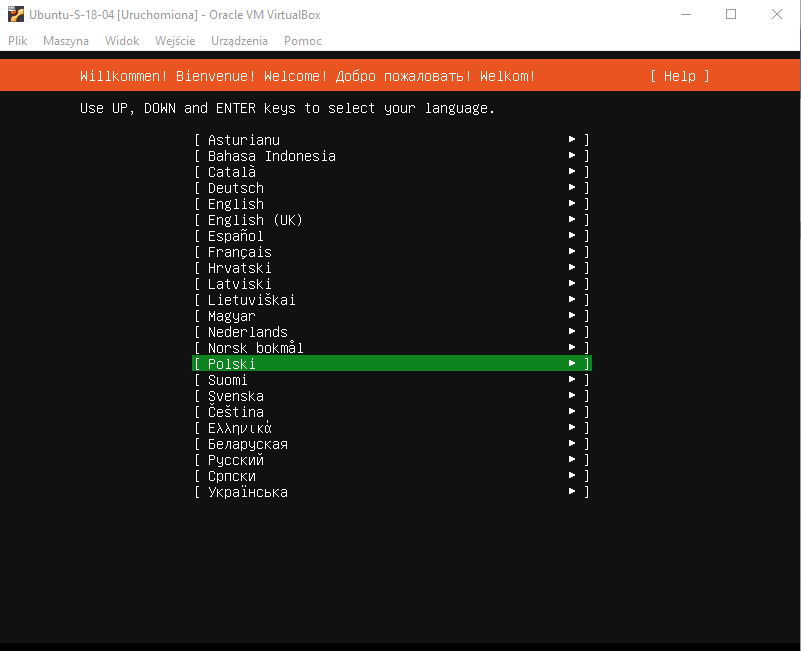 Ubuntu-S-18-04 [Uruchomiona] - Oracle VM VirtualBox
Plik Maszyna Widok Wejście Urządzenia Pomoc
Willkommen! Bienvenue! Welcome! Добро пожаловать! Welkom! [ Help ]
Use UP, DOWN and ENTER keys to select your language.
[ Asturianu ► ]
[ Bahasa Indonesia ► ]
[ Català ► ]
[ Deutsch ► ]
[ English ► ]
[ English (UK) ► ]
[ Español ► ]
[ Français ► ]
[ Hrvatski ► ]
[ Latviski ► ]
[ Lietuviškai ► ]
[ Magyar ► ]
[ Nederlands ► ]
[ Norsk bokmål ► ]
[ Polski ► ]
[ Suomi ► ]
[ Svenska ► ]
[ Čeština ► ]
[ Ελληνικά ► ]
[ Беларуская ► ]
[ Русский ► ]
[ Српски ► ]
[ Українська ► ]